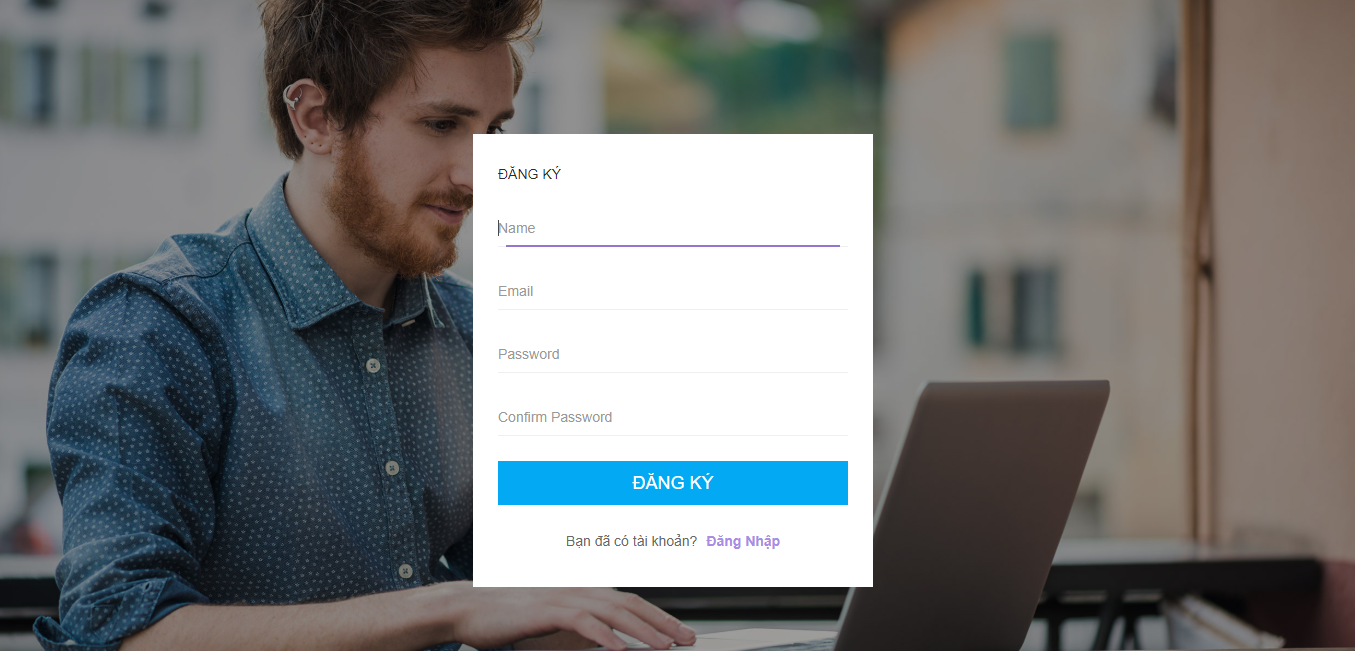 ĐĂNG KÝ
Name
Email
Password
Confirm Password
ĐĂNG KÝ
Bạn đã có tài khoản? Đăng Nhập